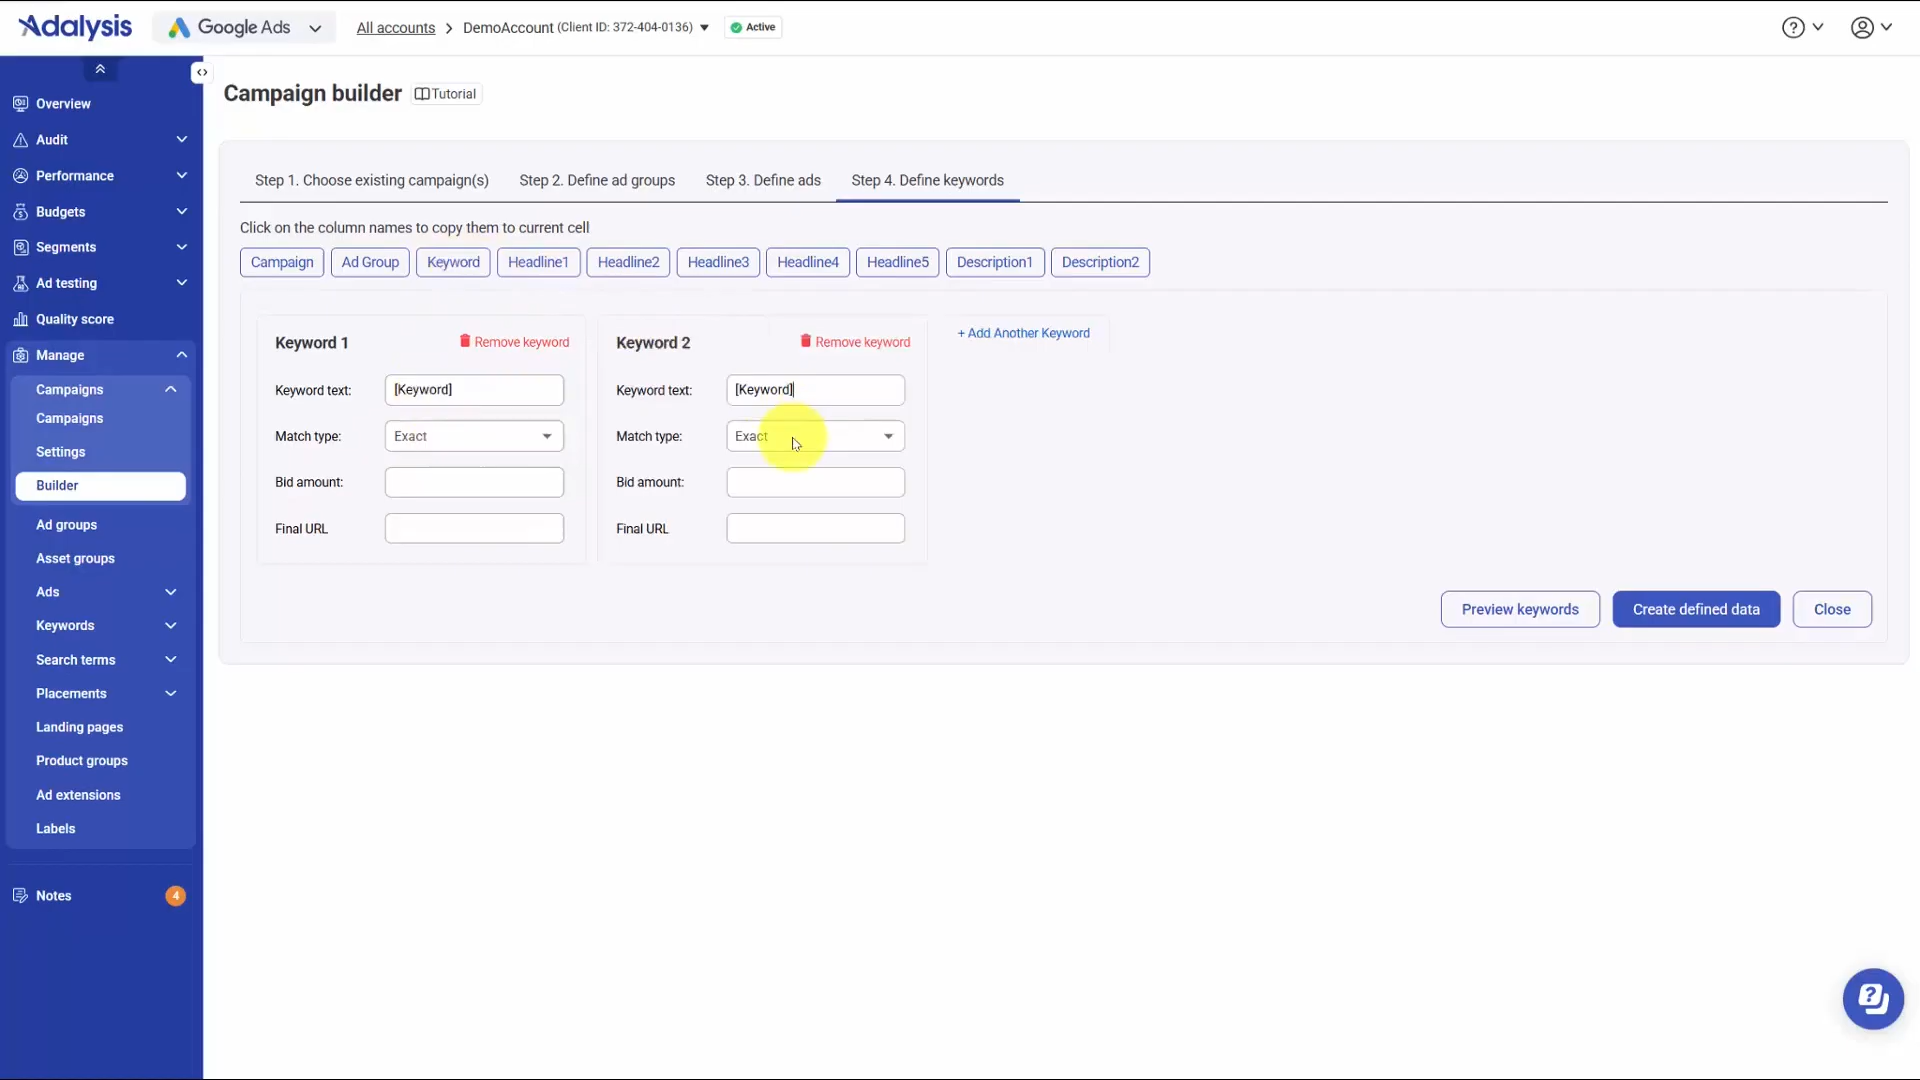 Adalysis
Google Ads
All accounts > DemoAccount (Client ID: 372-404-0136)
Active
Overview
Audit
Performance
Budgets
Segments
Ad testing
Quality score
Manage
Campaigns
Campaigns
Settings
Builder
Ad groups
Asset groups
Ads
Keywords
Search terms
Placements
Landing pages
Product groups
Ad extensions
Labels
Notes 4
Campaign builder
Tutorial
Step 1. Choose existing campaign(s) Step 2. Define ad groups Step 3. Define ads Step 4. Define keywords
Click on the column names to copy them to current cell
Campaign Ad Group Keyword Headline1 Headline2 Headline3 Headline4 Headline5 Description1 Description2
Keyword 1 Remove keyword
Keyword text: [Keyword]
Match type: Exact
Bid amount:
Final URL
Keyword 2 Remove keyword
Keyword text: [Keyword]
Match type: Exact
Bid amount:
Final URL
+ Add Another Keyword
Preview keywords Create defined data Close